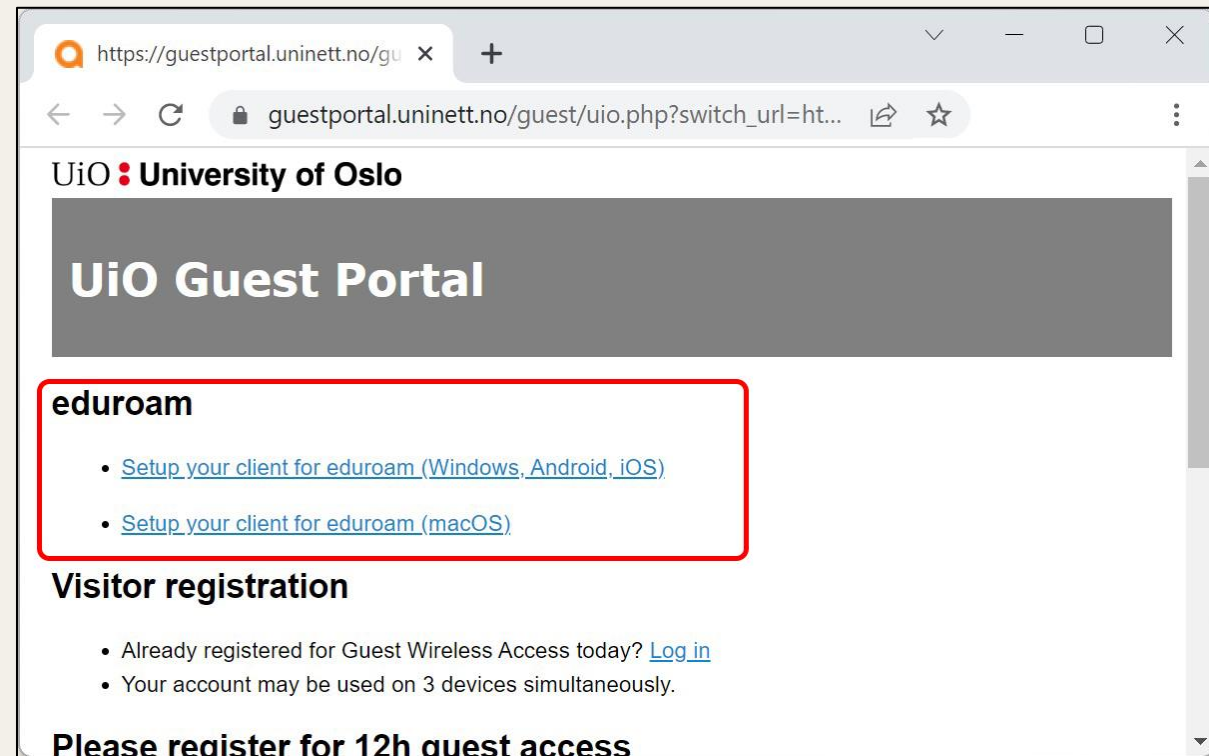 https://guestportal.uninett.no/gu
guestportal.uninett.no/guest/uio.php?switch_url=ht...
UiO : University of Oslo
UiO Guest Portal
eduroam
• Setup your client for eduroam (Windows, Android, iOS)
• Setup your client for eduroam (macOS)
Visitor registration
• Already registered for Guest Wireless Access today? Log in
• Your account may be used on 3 devices simultaneously.
Please register for 12h guest access